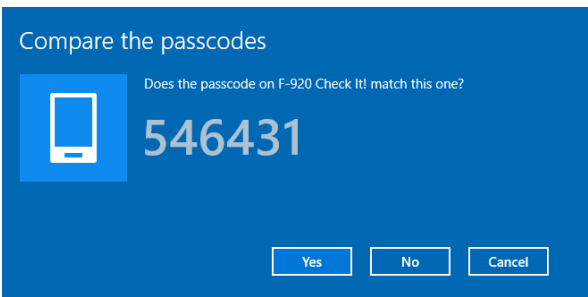 Compare the passcodes
Does the passcode on F-920 Check It! match this one?
546431
Yes No Cancel